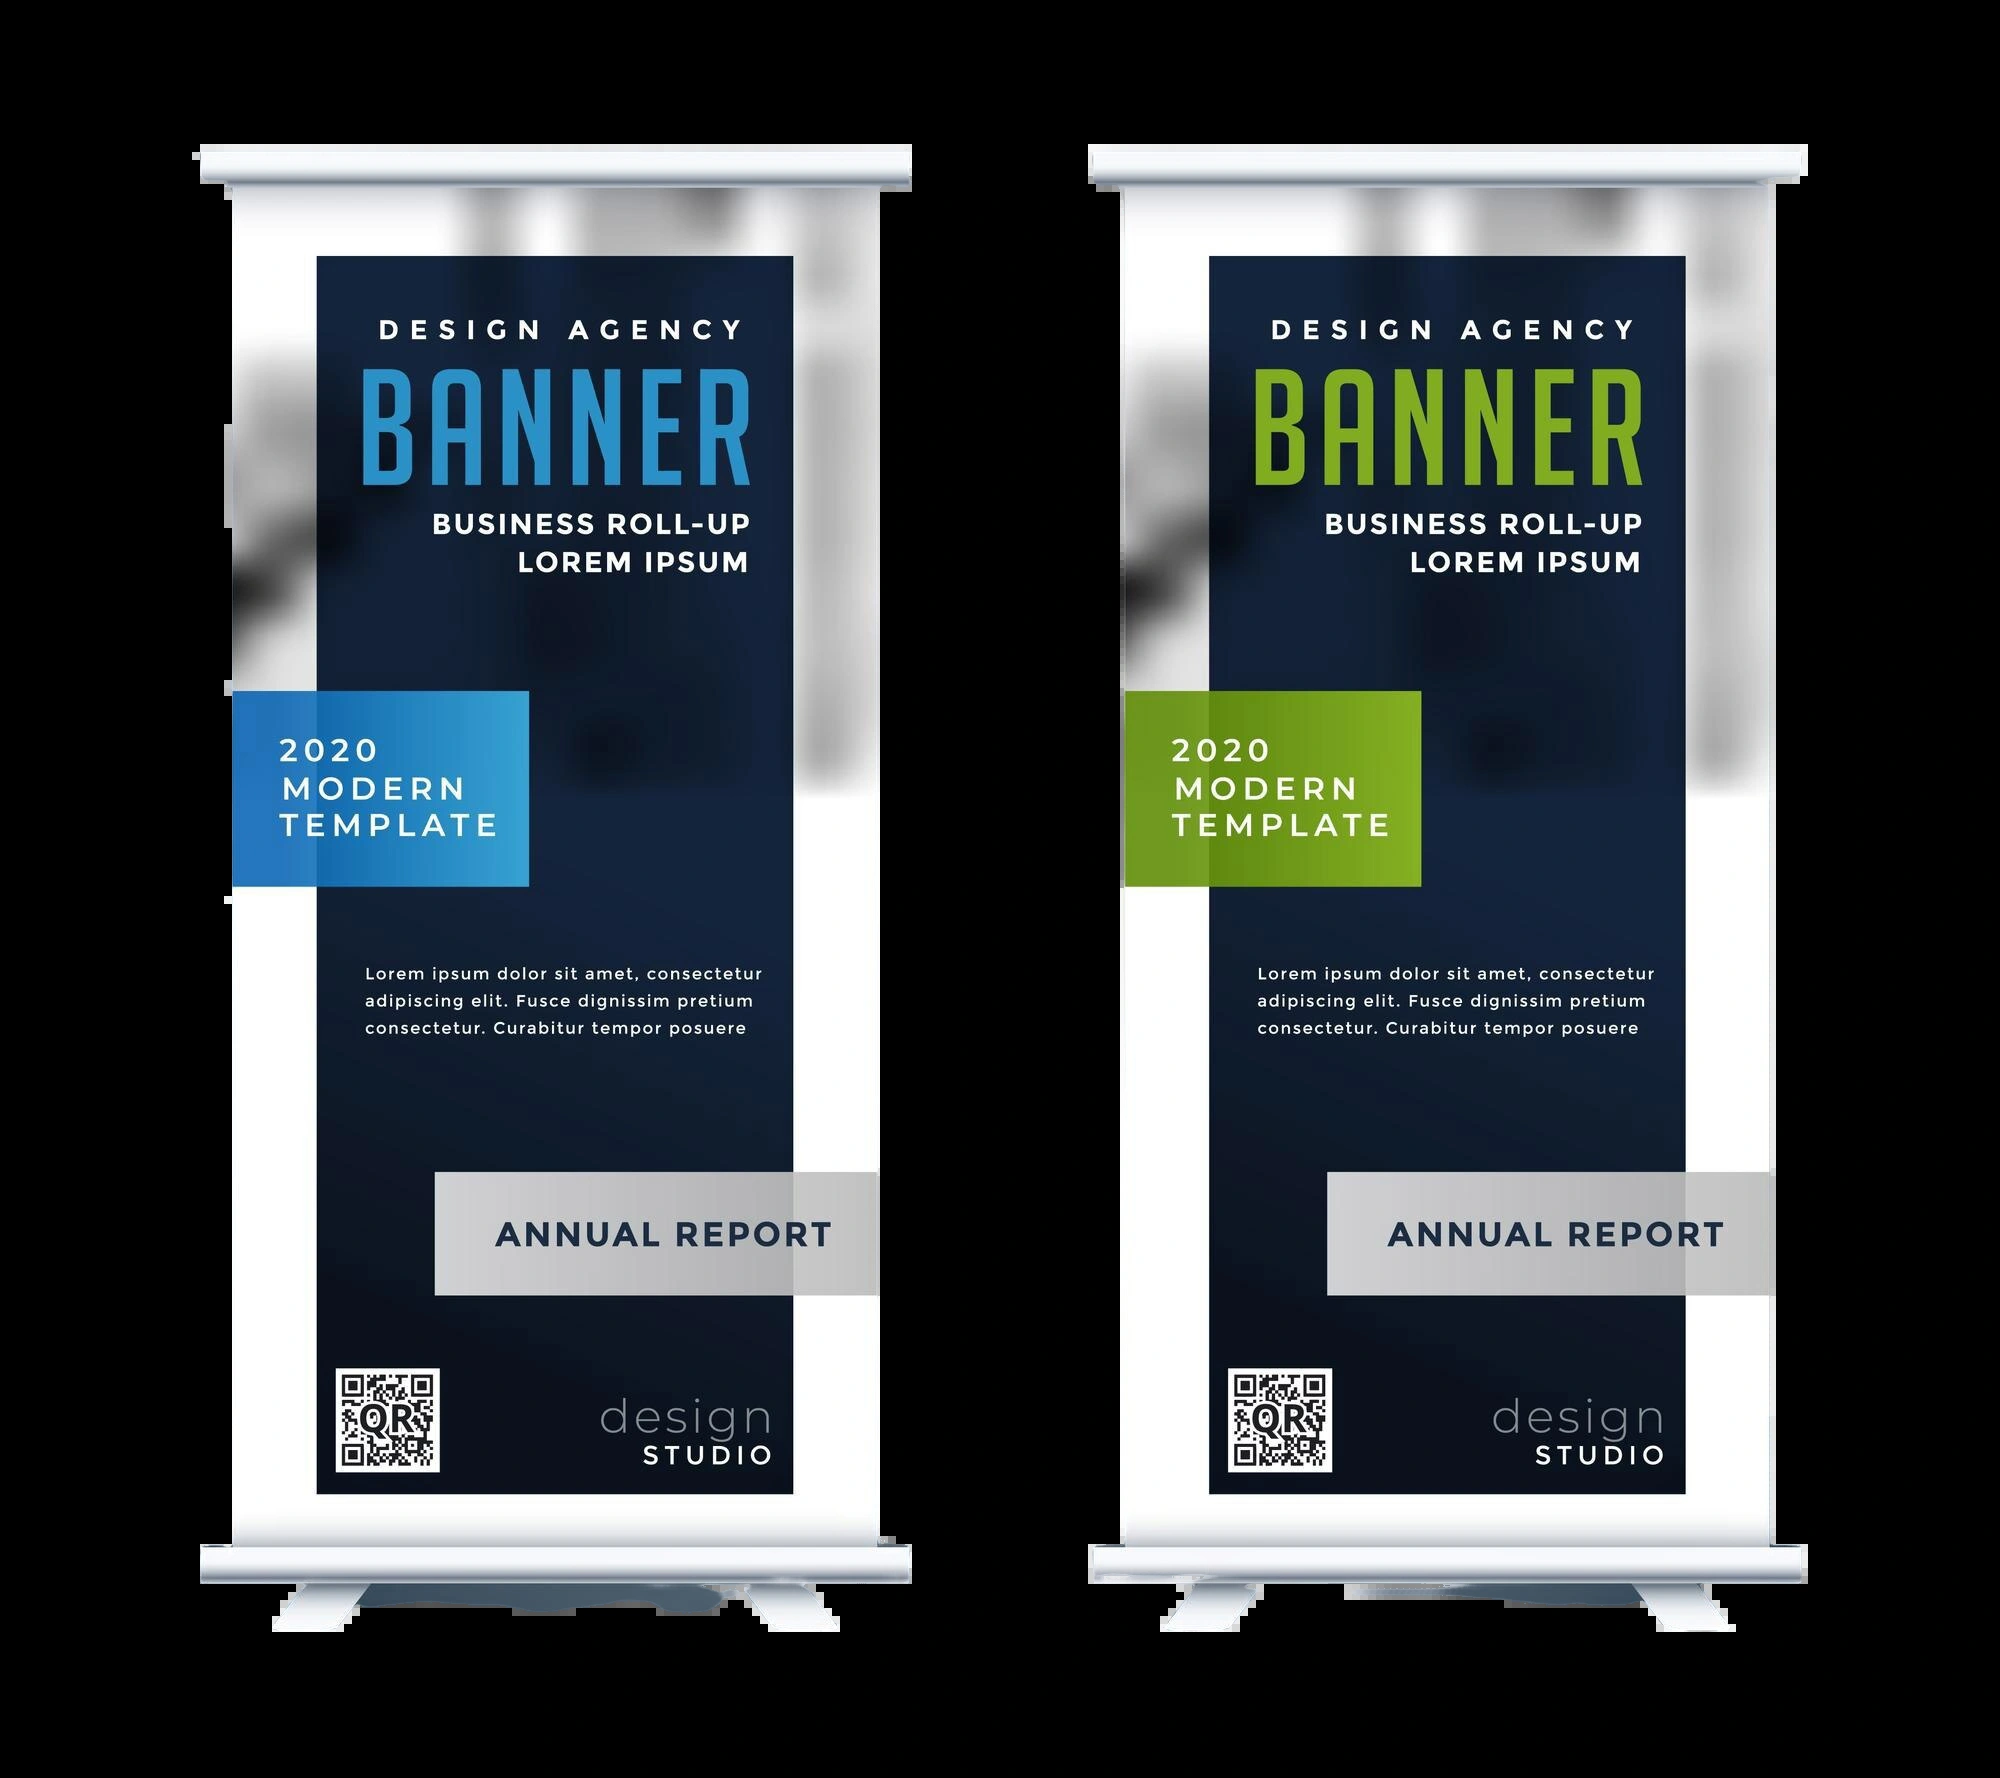 DESIGN AGENCY
BANNER
BUSINESS ROLL-UP
LOREM IPSUM
2020
MODERN
TEMPLATE
Lorem ipsum dolor sit amet, consectetur
adipiscing elit. Fusce dignissim pretium
consectetur. Curabitur tempor posuere
ANNUAL REPORT
QR
design
STUDIO
DESIGN AGENCY
BANNER
BUSINESS ROLL-UP
LOREM IPSUM
2020
MODERN
TEMPLATE
Lorem ipsum dolor sit amet, consectetur
adipiscing elit. Fusce dignissim pretium
consectetur. Curabitur tempor posuere
ANNUAL REPORT
QR
design
STUDIO